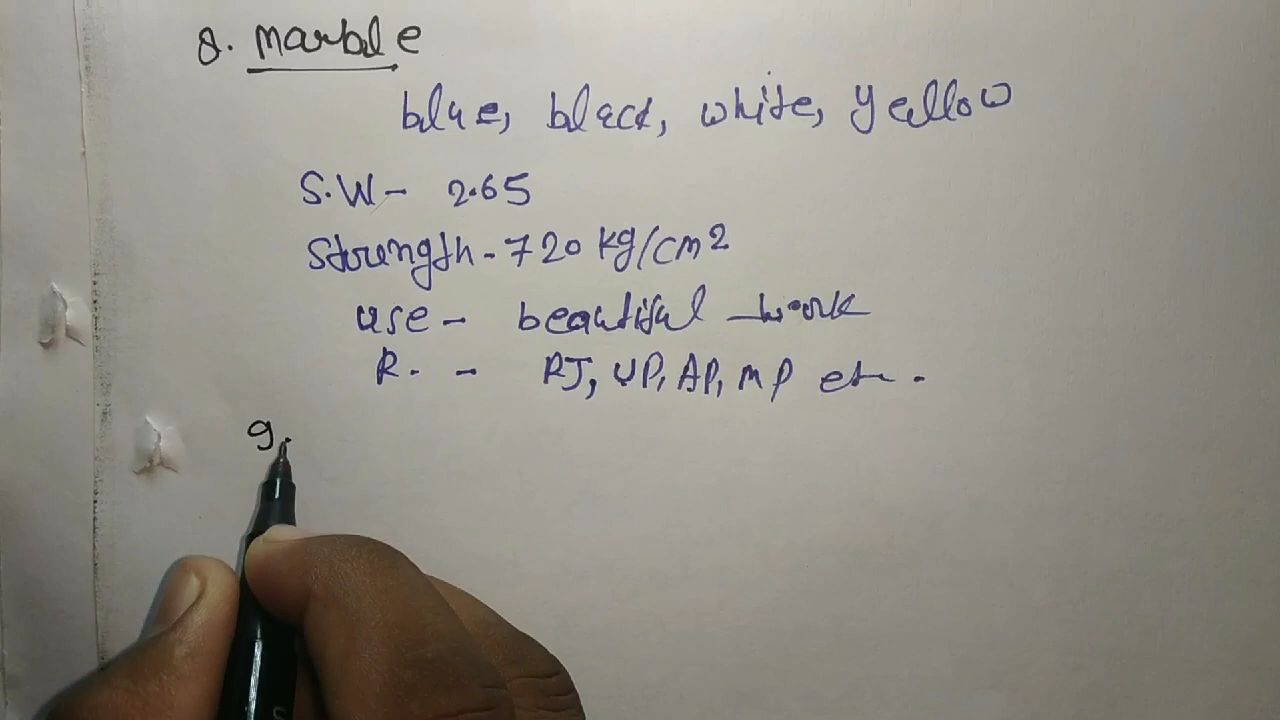 8. Marble
blue, black, white, yellow
S.W - 2.65
Strength - 720 kg/cm2
use - beautiful work
R. - RJ, UP, AP, MP etc.
9.